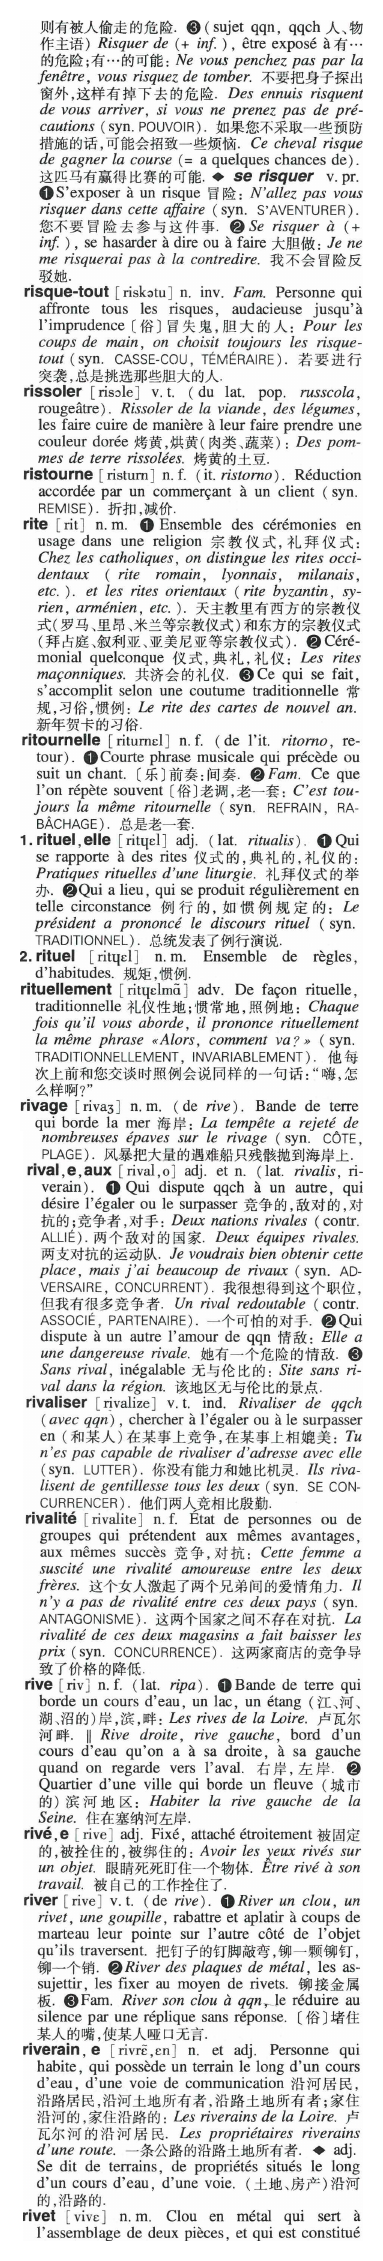 则有被人偷走的危险. ❸(sujet qqn, qqch 人、物
作主语) Risquer de (+ inf.), être exposé à 有…
的危险;有…的可能: Ne vous penchez pas par la
fenêtre, vous risquez de tomber. 不要把身子探出
窗外,这样有掉下去的危险. Des ennuis risquent
de vous arriver, si vous ne prenez pas de pré-
cautions (syn. POUVOIR). 如果您不采取一些预防
措施的话,可能会招致一些烦恼. Ce cheval risque
de gagner la course (= a quelques chances de).
这匹马有赢得比赛的可能. ◆ se risquer v. pr.
❶S'exposer à un risque 冒险: N'allez pas vous
risquer dans cette affaire (syn. S'AVENTURER).
您不要冒险去参与这件事. ❷Se risquer à (+
inf.), se hasarder à dire ou à faire 大胆做: Je ne
me risquerai pas à la contredire. 我不会冒险反
驳她.
risque-tout [riskətu] n. inv. Fam. Personne qui
affronte tous les risques, audacieuse jusqu'à
l'imprudence [俗]冒失鬼,胆大的人: Pour les
coups de main, on choisit toujours les risque-
tout (syn. CASSE-COU, TÉMÉRAIRE). 若要进行
突袭,总是挑选那些胆大的人.
rissoler [risɔle] v. t. (du lat. pop. russcola,
rougeâtre). Rissoler de la viande, des légumes,
les faire cuire de manière à leur faire prendre une
couleur dorée 烤黄,烘黄(肉类、蔬菜): Des pom-
mes de terre rissolées. 烤黄的土豆.
ristourne [risturn] n. f. (it. ristorno). Réduction
accordée par un commerçant à un client (syn.
REMISE). 折扣,减价.
rite [rit] n. m. ❶ Ensemble des cérémonies en
usage dans une religion 宗教仪式,礼拜仪式:
Chez les catholiques, on distingue les rites occi-
dentaux (rite romain, lyonnais, milanais,
etc.). et les rites orientaux (rite byzantin, sy-
rien, arménien, etc.). 天主教里有西方的宗教仪
式(罗马、里昂、米兰等宗教仪式)和东方的宗教仪式
(拜占庭、叙利亚、亚美尼亚等宗教仪式). ❷Céré-
monial quelconque 仪式,典礼,礼仪: Les rites
maçonniques. 共济会的礼仪. ❸Ce qui se fait,
s'accomplit selon une coutume traditionnelle 常
规,习俗,惯例: Le rite des cartes de nouvel an.
新年贺卡的习俗.
ritournelle [riturnɛl] n. f. (de l'it. ritorno, re-
tour). ❶Courte phrase musicale qui précède ou
suit un chant. [乐]前奏;间奏. ❷Fam. Ce que
l'on répète souvent [俗]老调,老一套: C'est tou-
jours la même ritournelle (syn. REFRAIN, RA-
BÂCHAGE). 总是老一套.
1. rituel, elle [ritɥɛl] adj. (lat. ritualis). ❶Qui
se rapporte à des rites 仪式的,典礼的,礼仪的:
Pratiques rituelles d'une liturgie. 礼拜仪式的举
办. ❷Qui a lieu, qui se produit régulièrement en
telle circonstance 例行的,如惯例规定的: Le
président a prononcé le discours rituel (syn.
TRADITIONNEL). 总统发表了例行演说.
2. rituel [ritɥɛl] n. m. Ensemble de règles,
d'habitudes. 规矩,惯例.
rituellement [ritɥɛlmɑ̃] adv. De façon rituelle,
traditionnelle 礼仪性地;惯常地,照例地: Chaque
fois qu'il vous aborde, il prononce rituellement
la même phrase «Alors, comment va?» (syn.
TRADITIONNELLEMENT, INVARIABLEMENT). 他每
次上前和您交谈时照例会说同样的一句话:“嗨,怎
么样啊?”
rivage [rivaʒ] n. m. (de rive). Bande de terre
qui borde la mer 海岸: La tempête a rejeté de
nombreuses épaves sur le rivage (syn. CÔTE,
PLAGE). 风暴把大量的遇难船只残骸抛到海岸上.
rival, e, aux [rival, o] adj. et n. (lat. rivalis, ri-
verain). ❶ Qui dispute qqch à un autre, qui
désire l'égaler ou le surpasser 竞争的,敌对的,对
抗的;竞争者,对手: Deux nations rivales (contr.
ALLIÉ). 两个敌对的国家. Deux équipes rivales.
两支对抗的运动队. Je voudrais bien obtenir cette
place, mais j'ai beaucoup de rivaux (syn. AD-
VERSAIRE, CONCURRENT). 我很想得到这个职位,
但我有很多竞争者. Un rival redoutable (contr.
ASSOCIÉ, PARTENAIRE). 一个可怕的对手. ❷Qui
dispute à un autre l'amour de qqn 情敌: Elle a
une dangereuse rivale. 她有一个危险的情敌. ❸
Sans rival, inégalable 无与伦比的: Site sans ri-
val dans la région. 该地区无与伦比的景点.
rivaliser [rivalize] v. t. ind. Rivaliser de qqch
(avec qqn), chercher à l'égaler ou à le surpasser
en (和某人)在某事上竞争,在某事上相媲美: Tu
n'es pas capable de rivaliser d'adresse avec elle
(syn. LUTTER). 你没有能力和她比机灵. Ils riva-
lisent de gentillesse tous les deux (syn. SE CON-
CURRENCER). 他们两人竞相比殷勤.
rivalité [rivalite] n. f. État de personnes ou de
groupes qui prétendent aux mêmes avantages,
aux mêmes succès 竞争,对抗: Cette femme a
suscité une rivalité amoureuse entre les deux
frères. 这个女人激起了两个兄弟间的爱情角力. Il
n'y a pas de rivalité entre ces deux pays (syn.
ANTAGONISME). 这两个国家之间不存在对抗. La
rivalité de ces deux magasins a fait baisser les
prix (syn. CONCURRENCE). 这两家商店的竞争导
致了价格的降低.
rive [riv] n. f. (lat. ripa). ❶Bande de terre qui
borde un cours d'eau, un lac, un étang (江、河、
湖、沼的)岸,滨,畔: Les rives de la Loire. 卢瓦尔
河畔. ‖ Rive droite, rive gauche, bord d'un
cours d'eau qu'on a à sa droite, à sa gauche
quand on regarde vers l'aval. 右岸,左岸. ❷
Quartier d'une ville qui borde un fleuve (城市
的)滨河地区: Habiter la rive gauche de la
Seine. 住在塞纳河左岸.
rivé, e [rive] adj. Fixé, attaché étroitement 被固定
的,被拴住的,被绑住的: Avoir les yeux rivés sur
un objet. 眼睛死死盯住一个物体. Être rivé à son
travail. 被自己的工作拴住了.
river [rive] v. t. (de rive). ❶River un clou, un
rivet, une goupille, rabattre et aplatir à coups de
marteau leur pointe sur l'autre côté de l'objet
qu'ils traversent. 把钉子的钉脚敲弯,铆一颗铆钉,
铆一个销. ❷River des plaques de métal, les as-
sujettir, les fixer au moyen de rivets. 铆接金属
板. ❸Fam. River son clou à qqn, le réduire au
silence par une réplique sans réponse. [俗]堵住
某人的嘴,使某人哑口无言.
riverain, e [rivrɛ̃, ɛn] n. et adj. Personne qui
habite, qui possède un terrain le long d'un cours
d'eau, d'une voie de communication 沿河居民,
沿路居民,沿河土地所有者,沿路土地所有者;家住
沿河的,家住沿路的: Les riverains de la Loire. 卢
瓦尔河的沿河居民. Les propriétaires riverains
d'une route. 一条公路的沿路土地所有者. ◆ adj.
Se dit de terrains, de propriétés situés le long
d'un cours d'eau, d'une voie. (土地、房产)沿河
的,沿路的.
rivet [rivɛ] n. m. Clou en métal qui sert à
l'assemblage de deux pièces, et qui est constitué